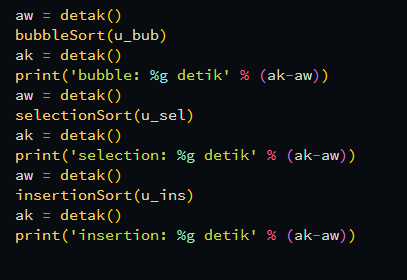 aw = detak()
bubbleSort(u_bub)
ak = detak()
print('bubble: %g detik' % (ak-aw))
aw = detak()
selectionSort(u_sel)
ak = detak()
print('selection: %g detik' % (ak-aw))
aw = detak()
insertionSort(u_ins)
ak = detak()
print('insertion: %g detik' % (ak-aw))